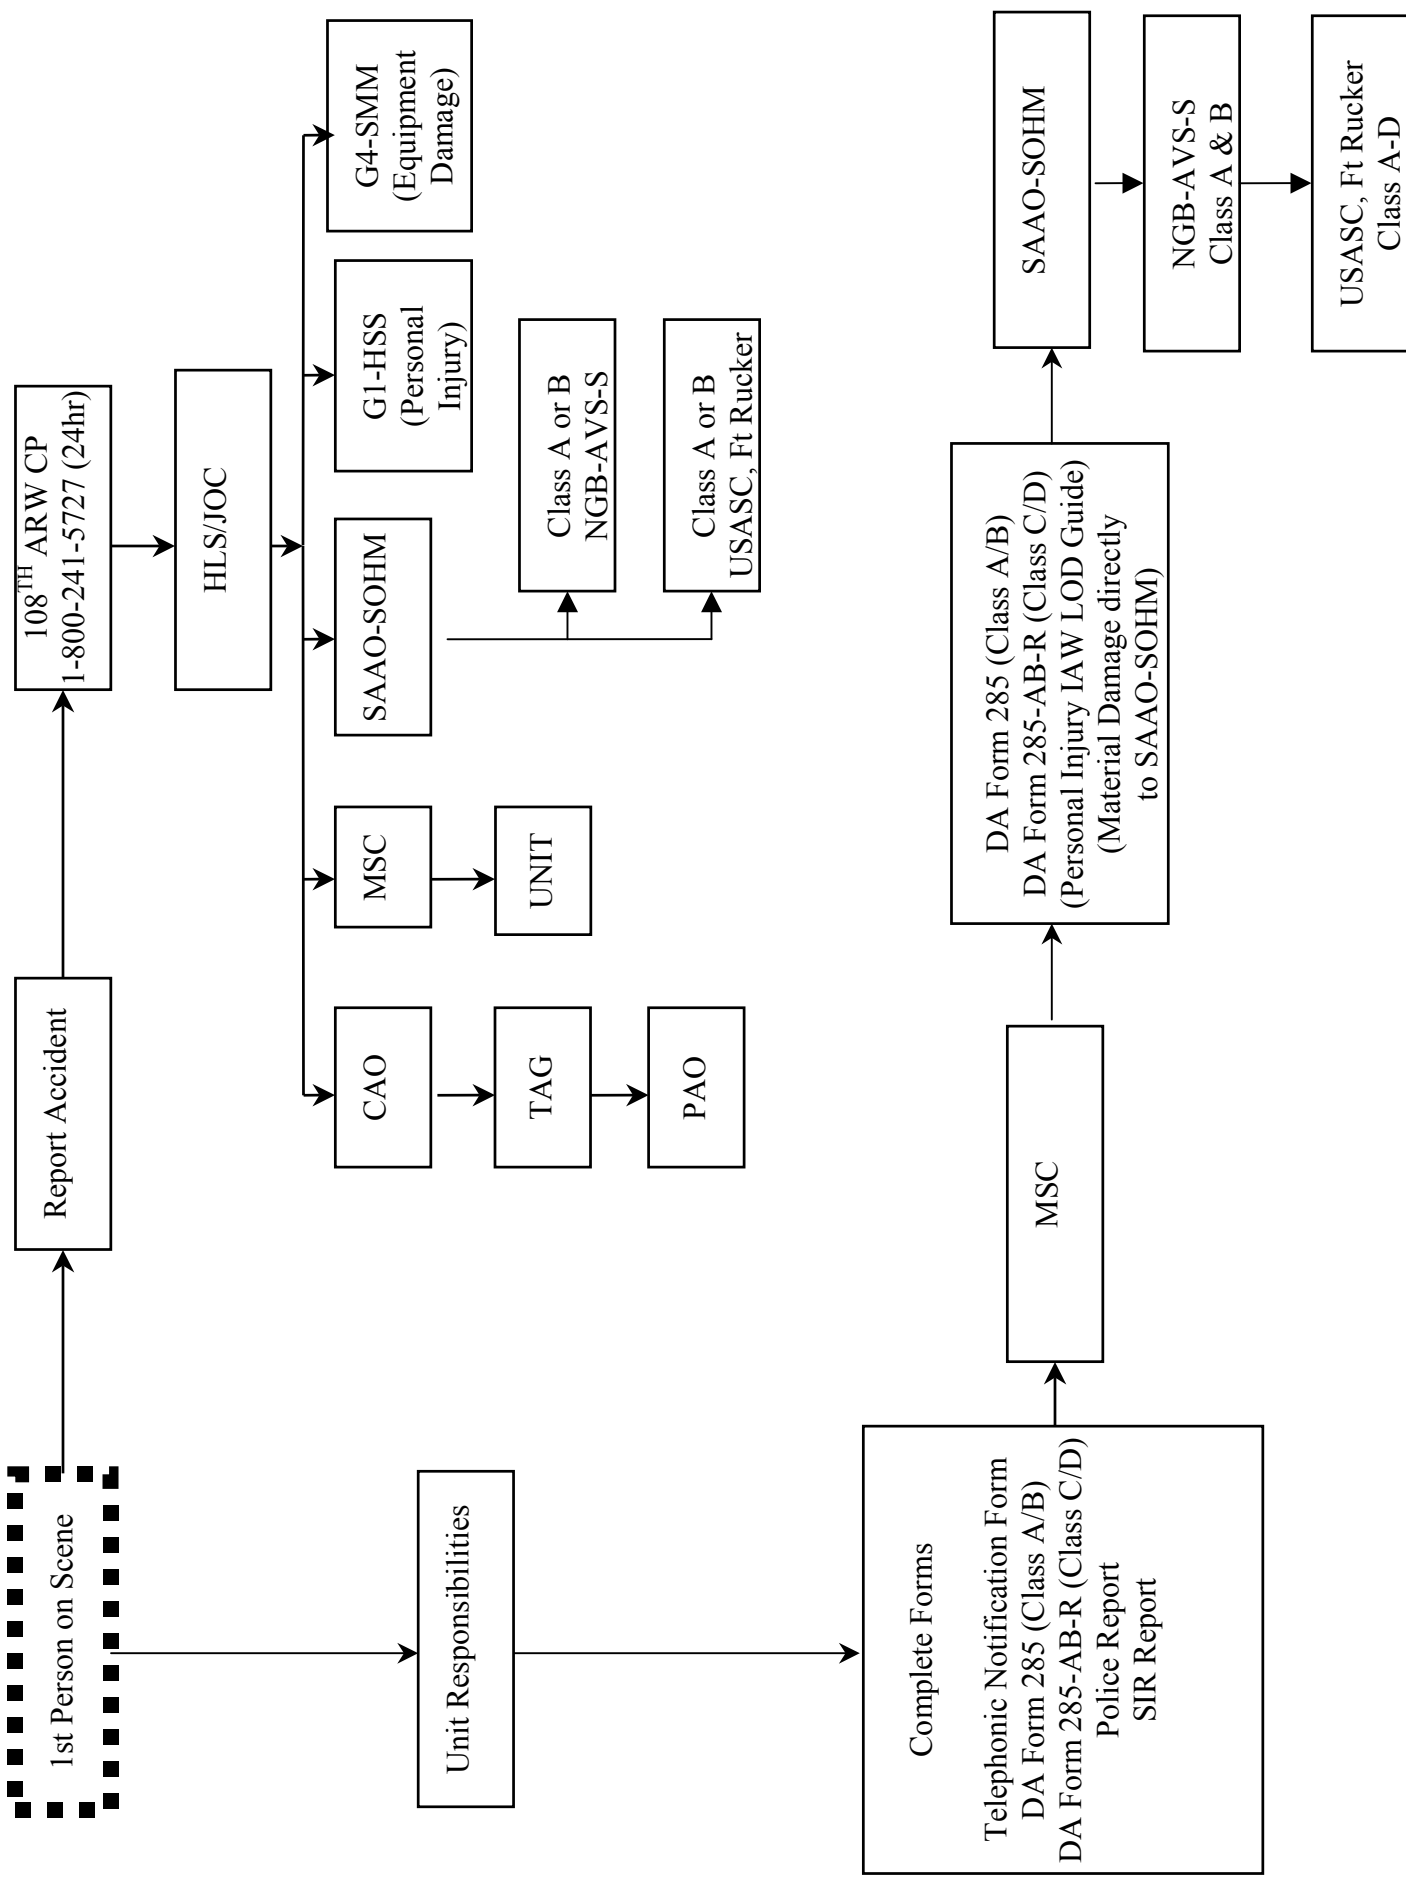 1st Person on Scene
Report Accident
108TH ARW CP
1-800-241-5727 (24hr)
HLS/JOC
CAO
MSC
SAAO-SOHM
G1-HSS
(Personal
Injury)
G4-SMM
(Equipment
Damage)
TAG
UNIT
Class A or B
NGB-AVS-S
PAO
Class A or B
USASC, Ft Rucker
Unit Responsibilities
Complete Forms
Telephonic Notification Form
DA Form 285 (Class A/B)
DA Form 285-AB-R (Class C/D)
Police Report
SIR Report
MSC
DA Form 285 (Class A/B)
DA Form 285-AB-R (Class C/D)
(Personal Injury IAW LOD Guide)
(Material Damage directly
to SAAO-SOHM)
SAAO-SOHM
NGB-AVS-S
Class A & B
USASC, Ft Rucker
Class A-D